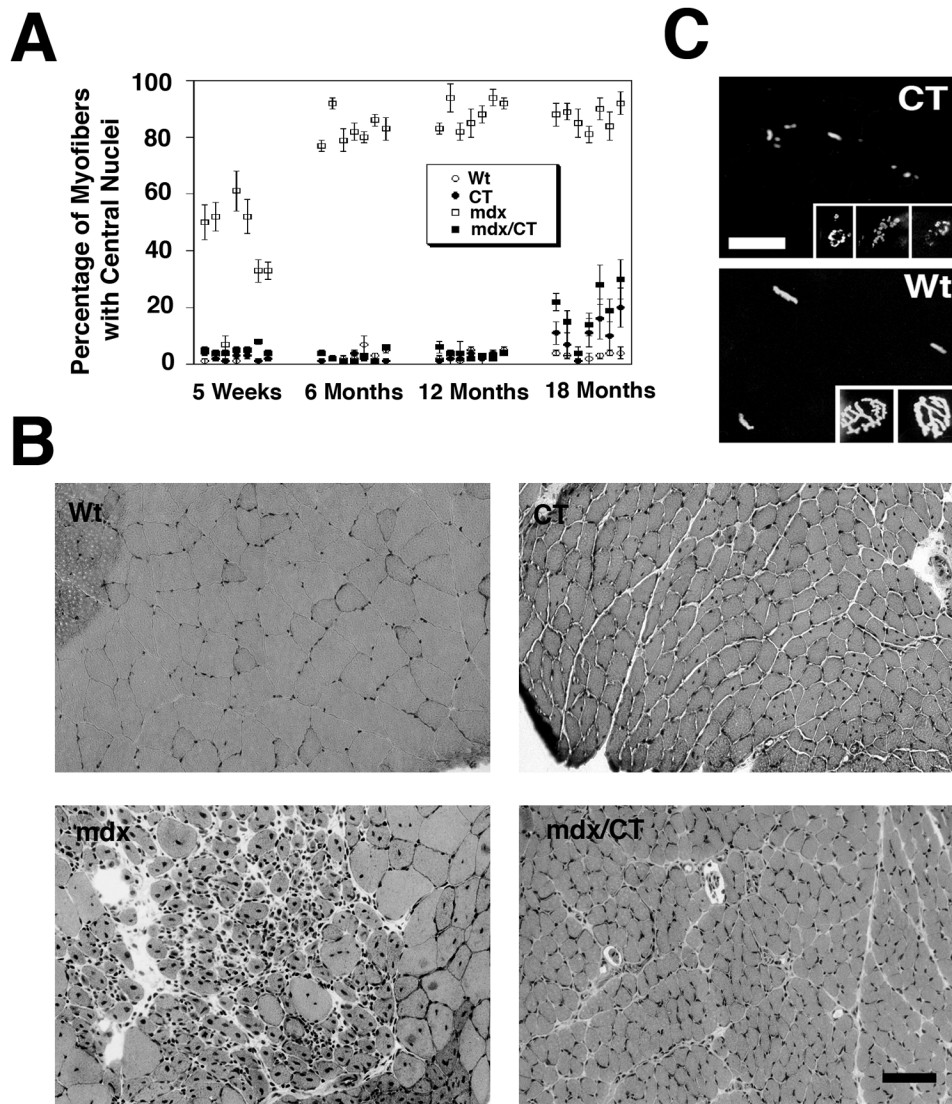 A
Percentage of Myofibers
with Central Nuclei
100
80
60
40
20
0
Wt
CT
mdx
mdx/CT
5 Weeks
6 Months
12 Months
18 Months
C
CT
Wt
B
Wt
CT
mdx
mdx/CT